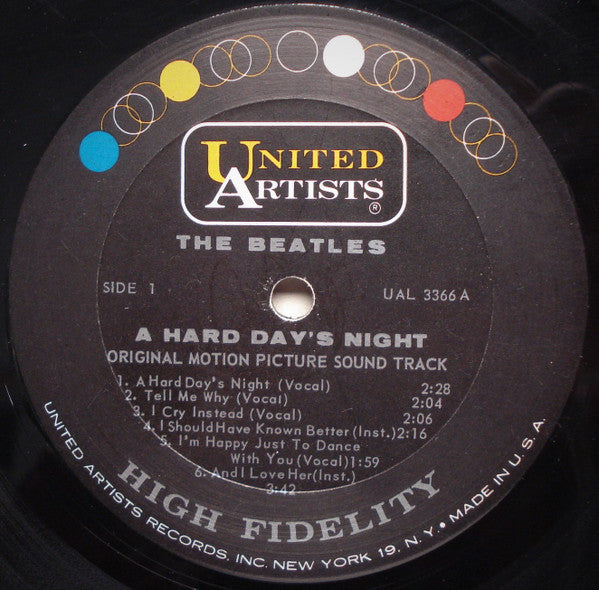 UNITED
ARTISTS
®
THE BEATLES
SIDE 1
UAL 3366 A
A HARD DAY'S NIGHT
ORIGINAL MOTION PICTURE SOUND TRACK
1. A Hard Day's Night (Vocal) 2:28
2. Tell Me Why (Vocal) 2:04
3. I Cry Instead (Vocal) 2:06
4. I Should Have Known Better (Inst.) 2:16
5. I'm Happy Just To Dance
With You (Vocal) 1:59
6. And I Love Her (Inst.)
3:42
HIGH FIDELITY
UNITED ARTISTS RECORDS, INC. NEW YORK 19, N. Y. • MADE IN U. S. A.